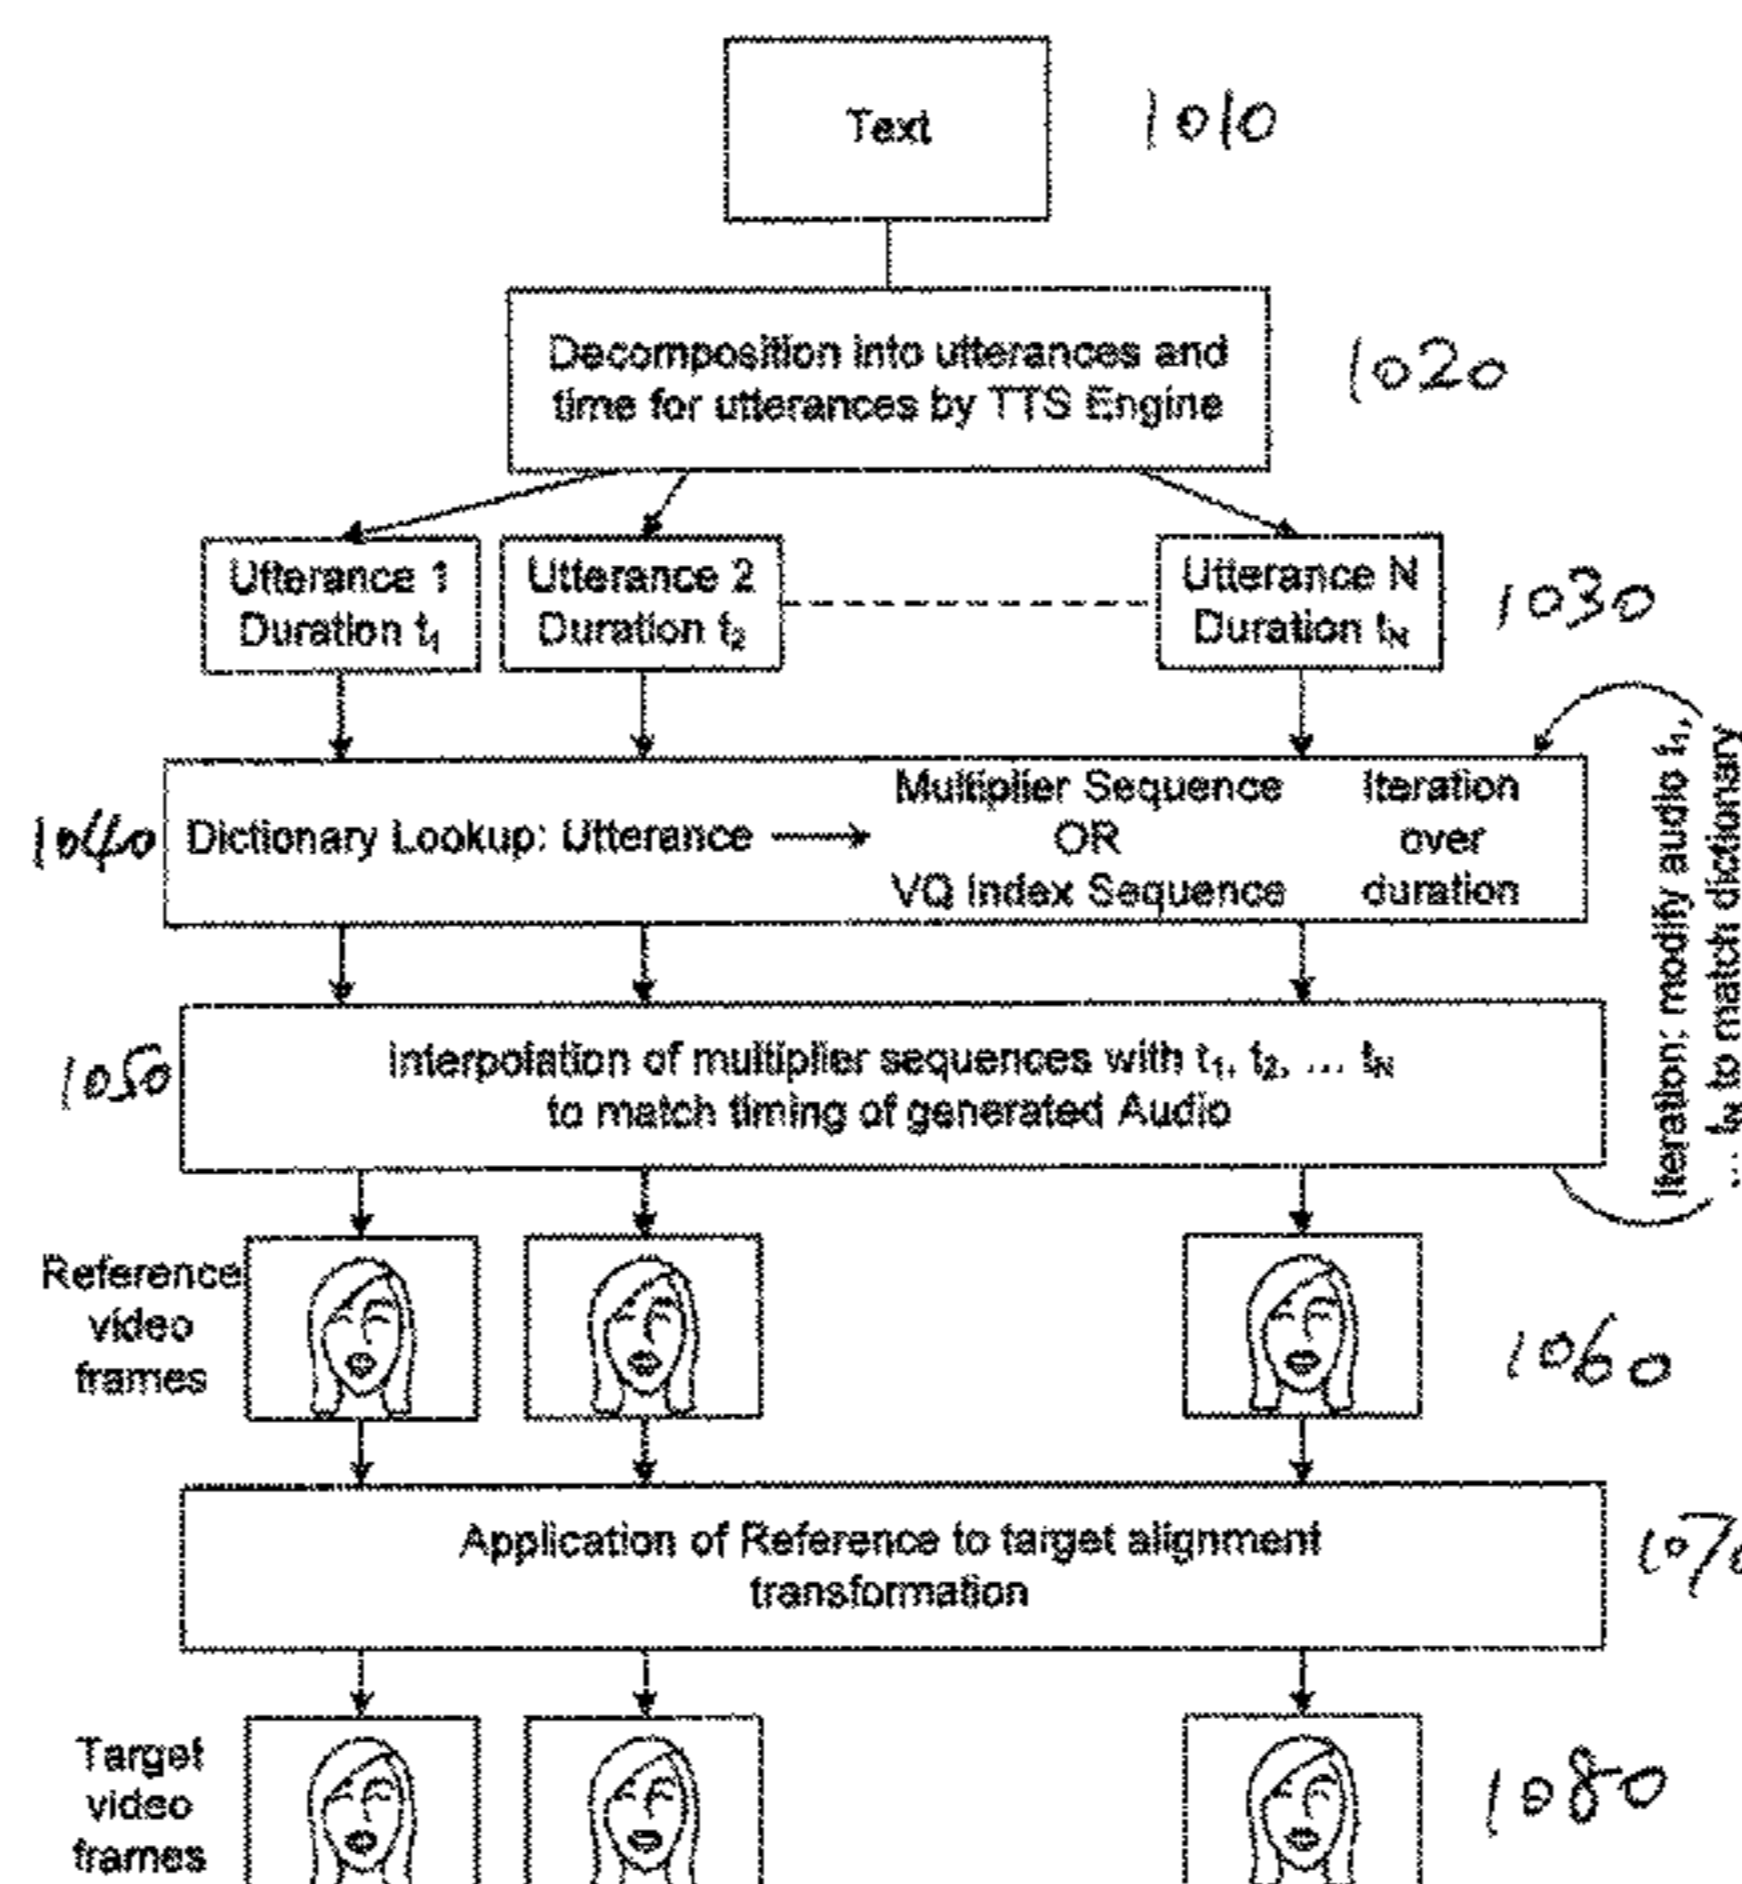 Text
1010
Decomposition into utterances and
time for utterances by TTS Engine
1020
Utterance 1
Duration t1
Utterance 2
Duration t2
Utterance N
Duration tN
1030
1040
Dictionary Lookup: Utterance
Multiplier Sequence
OR
VQ Index Sequence
Iteration
over
duration
Iteration: modify audio t1,
... tN to match dictionary
1050
Interpolation of multiplier sequences with t1, t2, ... tN
to match timing of generated Audio
Reference
video
frames
1060
Application of Reference to target alignment
transformation
1070
Target
video
frames
1080